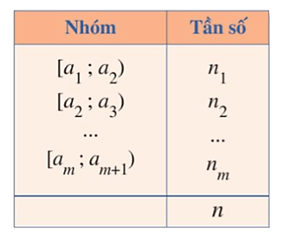 Nhóm Tần số
[a₁ ; a₂) n₁
[a₂ ; a₃) n₂
... ...
[aₘ ; aₘ₊₁) nₘ
n